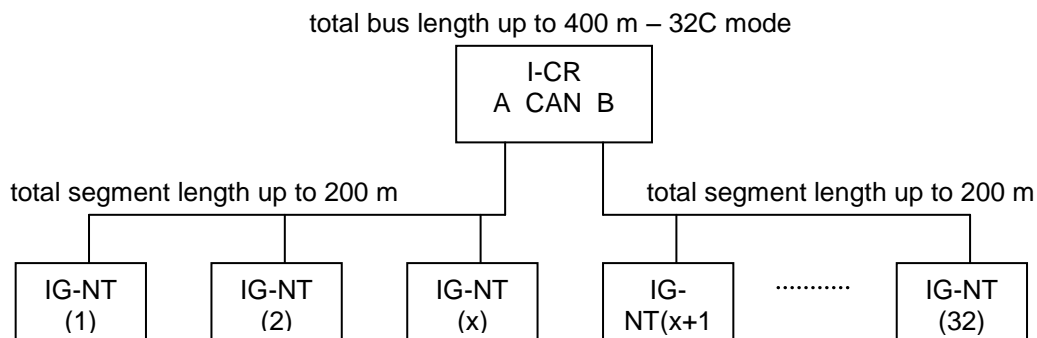 total bus length up to 400 m – 32C mode
I-CR
A CAN B
total segment length up to 200 m
total segment length up to 200 m
IG-NT
(1)
IG-NT
(2)
IG-NT
(x)
IG-
NT(x+1
...........
IG-NT
(32)